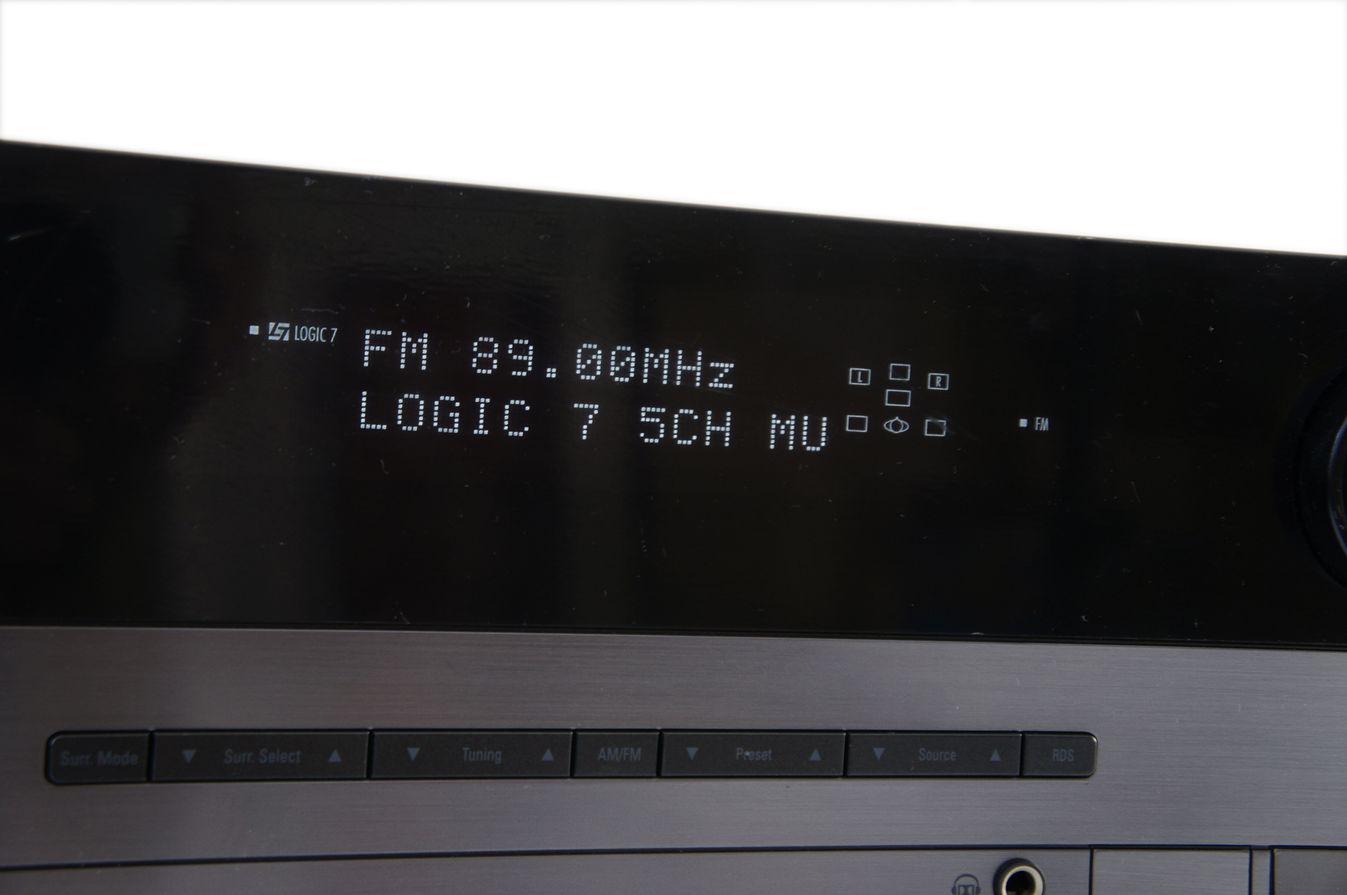 LOGIC 7
FM 89.00MHz
LOGIC 7 5CH MU
L R
FM
Surr. Mode ▼ Surr. Select ▲ ▼ Tuning ▲ AM/FM ▼ Preset ▲ ▼ Source ▲ RDS